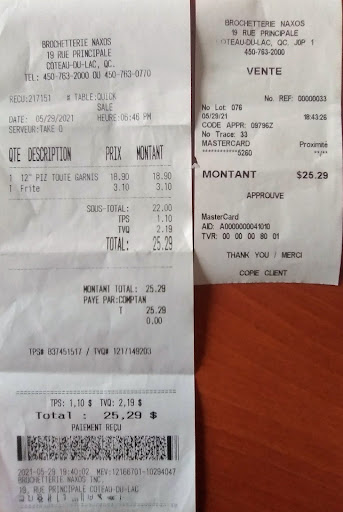 BROCHETTERIE NAXOS
19 RUE PRINCIPALE
COTEAU-DU-LAC, QC.
TEL: 450-763-2000 OU 450-763-0770
RECU:217151 # TABLE:QUICK
SALE
DATE: 05/29/2021 HEURE:05:46 PM
SERVEUR:TAKE O
QTE DESCRIPTION PRIX MONTANT
1 12" PIZ TOUTE GARNIS 18.90 18.90
1 Frite 3.10 3.10
SOUS-TOTAL: 22.00
TPS 1.10
TVQ 2.19
TOTAL: 25.29
MONTANT TOTAL: 25.29
PAYE PAR:COMPTAN
T 25.29
0.00
TPS# 837451517 / TVQ# 1217149203
TPS: 1,10 $ TVQ: 2,19 $
Total : 25,29 $
PAIEMENT REÇU
2021-05-29 19:40:02 MEV:12166701-10294047
BROCHETTERIE NAXOS INC
19, RUE PRINCIPALE COTEAU-DU-LAC
BROCHETTERIE NAXOS
19 RUE PRINCIPALE
COTEAU-DU-LAC, QC. J0P 1
450-763-2000
VENTE
No. REF: 00000033
No Lot: 076
05/29/21 18:43:26
CODE APPR: 09796Z
No Trace: 33
MASTERCARD Proximité
************5260 **/**
MONTANT $25.29
APPROUVE
MasterCard
AID: A0000000041010
TVR: 00 00 00 80 01
THANK YOU / MERCI
COPIE CLIENT